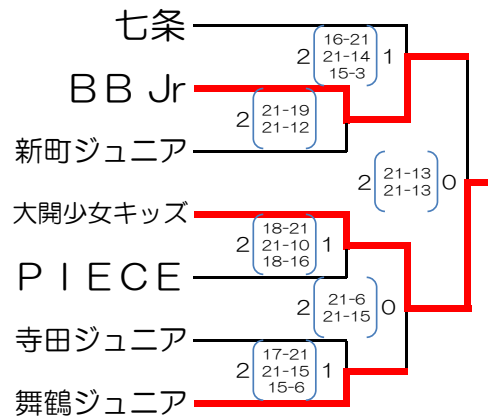 七条
16-21
2 21-14 1
15-3
BB Jr
21-19
2 21-12
新町ジュニア
21-13
2 21-13 0
大開少女キッズ
18-21
2 21-10 1
18-16
PIECE
21-6
2 21-15 0
寺田ジュニア
17-21
2 21-15 1
15-6
舞鶴ジュニア